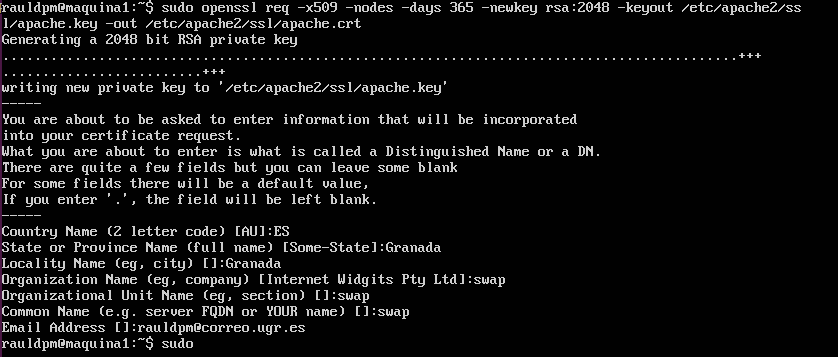 rauldpm@maquina1:~$ sudo openssl req -x509 -nodes -days 365 -newkey rsa:2048 -keyout /etc/apache2/ss
l/apache.key -out /etc/apache2/ssl/apache.crt
Generating a 2048 bit RSA private key
...........................................................................................+++
.........................+++
writing new private key to '/etc/apache2/ssl/apache.key'
-----
You are about to be asked to enter information that will be incorporated
into your certificate request.
What you are about to enter is what is called a Distinguished Name or a DN.
There are quite a few fields but you can leave some blank
For some fields there will be a default value,
If you enter '.', the field will be left blank.
-----
Country Name (2 letter code) [AU]:ES
State or Province Name (full name) [Some-State]:Granada
Locality Name (eg, city) []:Granada
Organization Name (eg, company) [Internet Widgits Pty Ltd]:swap
Organizational Unit Name (eg, section) []:swap
Common Name (e.g. server FQDN or YOUR name) []:swap
Email Address []:rauldpm@correo.ugr.es
rauldpm@maquina1:~$ sudo